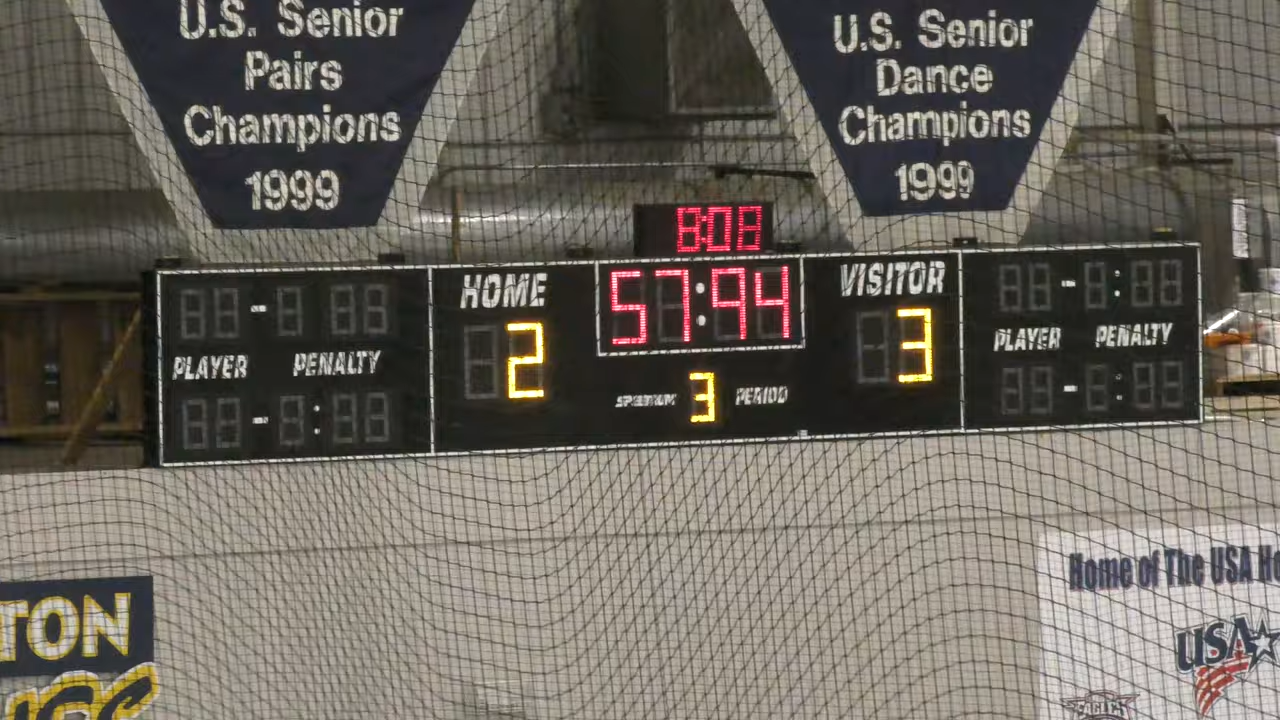 U.S. Senior
Pairs
Champions
1999
U.S. Senior
Dance
Champions
1999
8:08
HOME
57:94
VISITOR
2
3
PLAYER PENALTY
PLAYER PENALTY
3
PERIOD
TON
Home of The USA
USA
EAGLES